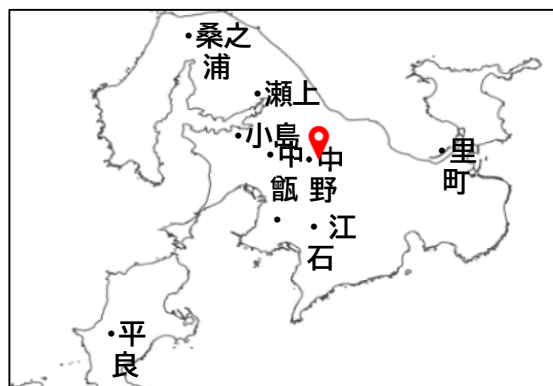 桑之
浦
瀬上
小島
中
甑
中
野
里
町
江
石
平
良